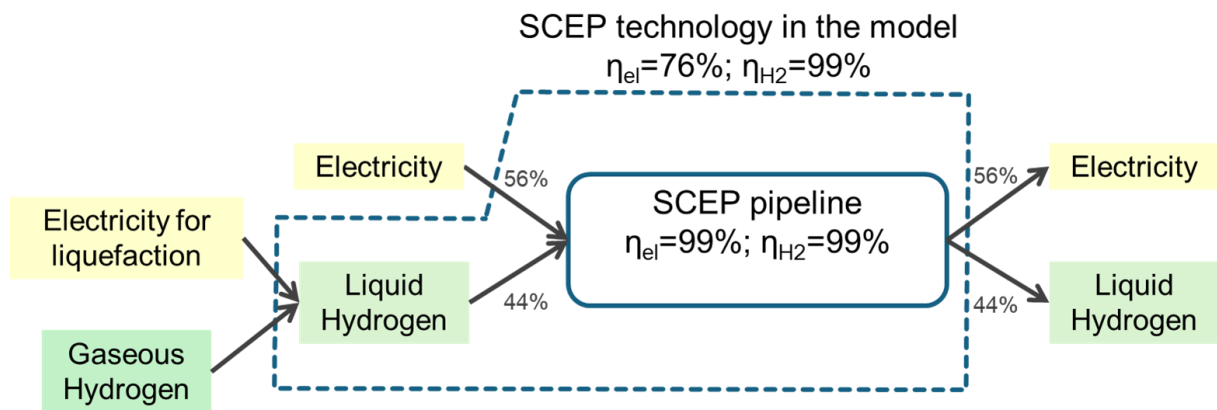 SCEP technology in the model
ηel=76%; ηH2=99%
Electricity
56%
Electricity for
liquefaction
Gaseous
Hydrogen
Liquid
Hydrogen
44%
SCEP pipeline
ηel=99%; ηH2=99%
56%
Electricity
44%
Liquid
Hydrogen